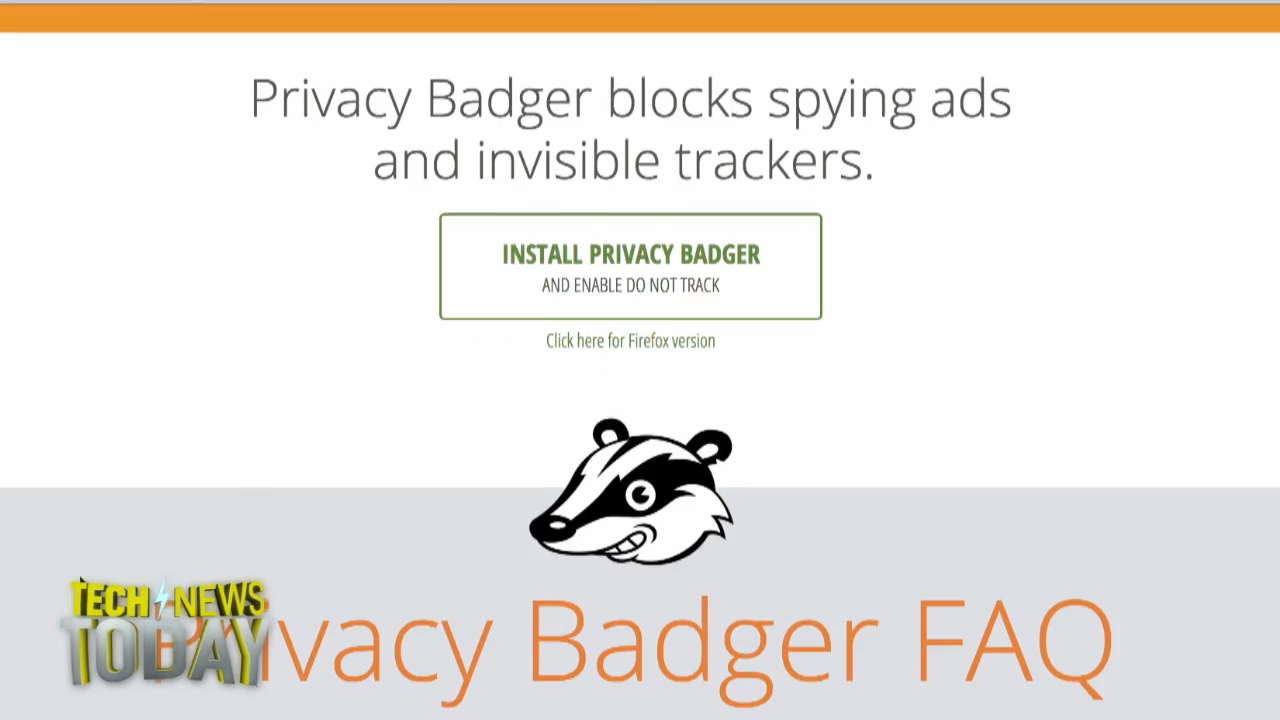 Privacy Badger blocks spying ads
and invisible trackers.
INSTALL PRIVACY BADGER
AND ENABLE DO NOT TRACK
Click here for Firefox version
Privacy Badger FAQ
TECH NEWS
TODAY